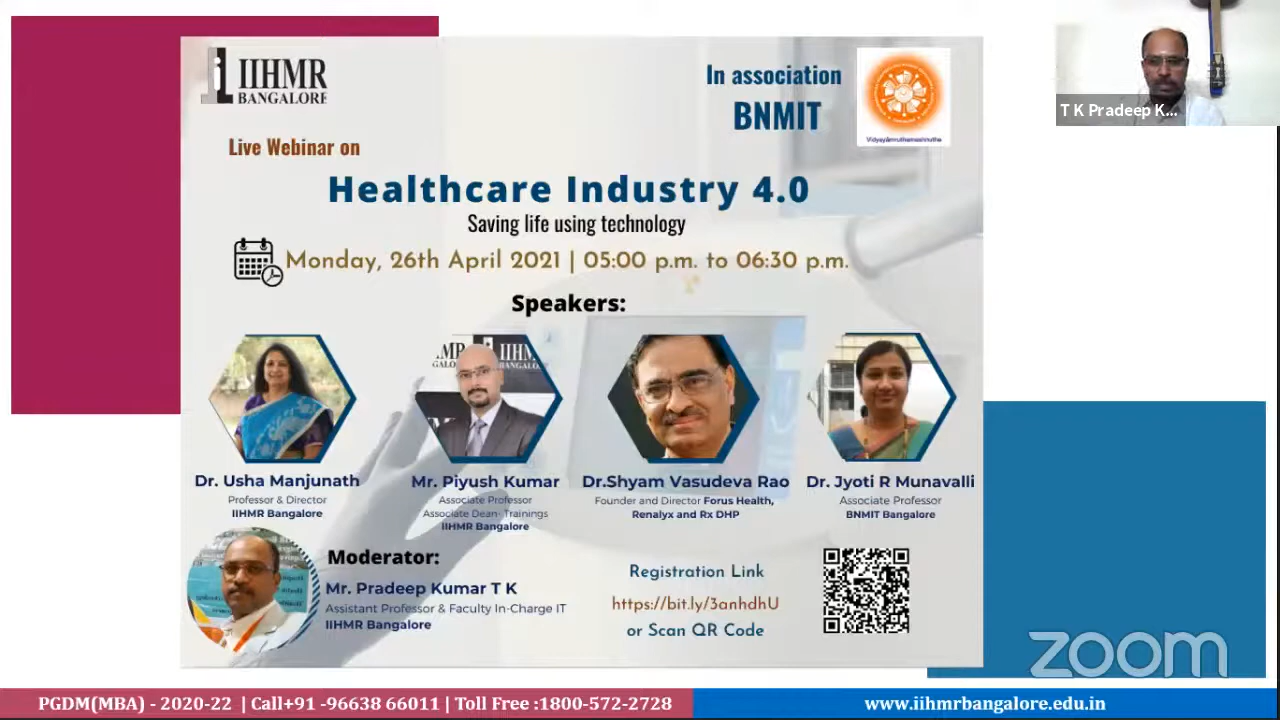 IIHMR
BANGALORE
In association
BNMIT
Vidyayāmruthamashnuthe
T K Pradeep K...
Live Webinar on
Healthcare Industry 4.0
Saving life using technology
Monday, 26th April 2021 | 05:00 p.m. to 06:30 p.m.
Speakers:
Dr. Usha Manjunath
Professor & Director
IIHMR Bangalore
Mr. Piyush Kumar
Associate Professor
Associate Dean- Trainings
IIHMR Bangalore
Dr.Shyam Vasudeva Rao
Founder and Director Forus Health,
Renalyx and Rx DHP
Dr. Jyoti R Munavalli
Associate Professor
BNMIT Bangalore
Moderator:
Mr. Pradeep Kumar T K
Assistant Professor & Faculty In-Charge IT
IIHMR Bangalore
Registration Link
https://bit.ly/3anhdhU
or Scan QR Code
zoom
PGDM(MBA) - 2020-22 | Call+91 -96638 66011 | Toll Free :1800-572-2728
www.iihmrbangalore.edu.in